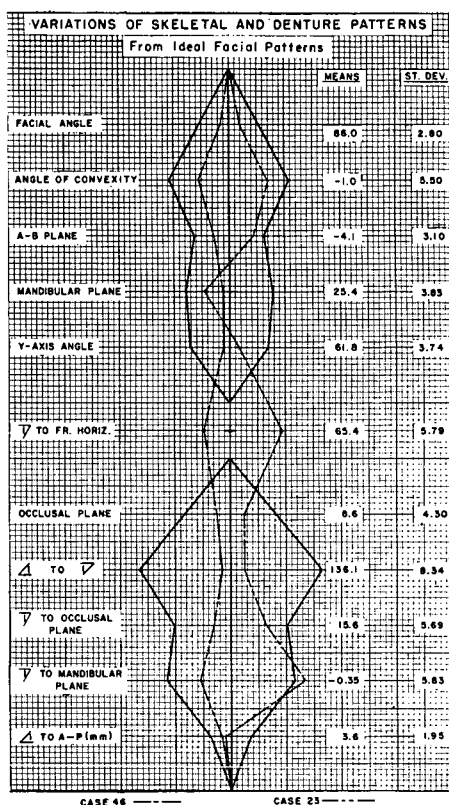 VARIATIONS OF SKELETAL AND DENTURE PATTERNS
From Ideal Facial Patterns
MEANS ST. DEV.
FACIAL ANGLE 86.0 2.80
ANGLE OF CONVEXITY -1.0 5.50
A-B PLANE -4.1 3.10
MANDIBULAR PLANE 25.4 3.85
Y-AXIS ANGLE 61.8 3.74
TO FR. HORIZ. 65.4 5.79
OCCLUSAL PLANE 8.6 4.30
TO 136.1 8.34
TO OCCLUSAL PLANE 15.6 5.69
TO MANDIBULAR PLANE -0.35 5.83
TO A-P (mm) 3.6 1.95
CASE 46 CASE 23